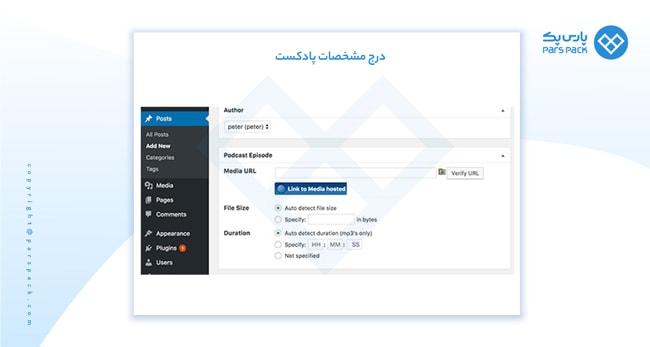 پارس پک
PARS PACK
درج مشخصات پادکست
Posts
All Posts
Add New
Categories
Tags
Media
Pages
Comments
Appearance
Plugins 1
Users
Author
peter (peter)
Podcast Episode
Media URL
Verify URL
Link to Media hosted
File Size
Auto detect file size
Specify: in bytes
Duration
Auto detect duration (mp3's only)
Specify: HH : MM : SS
Not specified
copyright@parspack.com